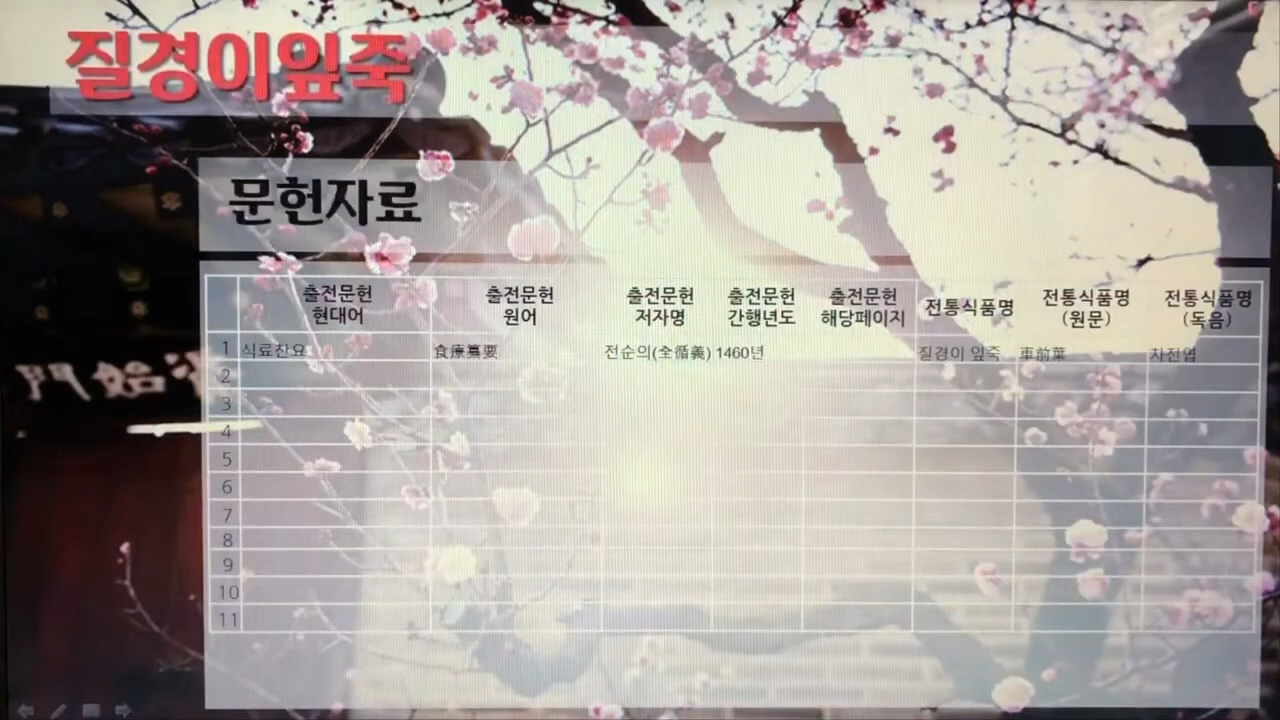 질경이잎죽
문헌자료
출전문헌 현대어 출전문헌 원어 출전문헌 저자명 출전문헌 간행년도 출전문헌 해당페이지 전통식품명 전통식품명 (원문) 전통식품명 (독음)
1 식료찬요 食療纂要 전순의(全循義) 1460년 질경이 잎죽 車前葉 차전엽
2
3
4
5
6
7
8
9
10
11